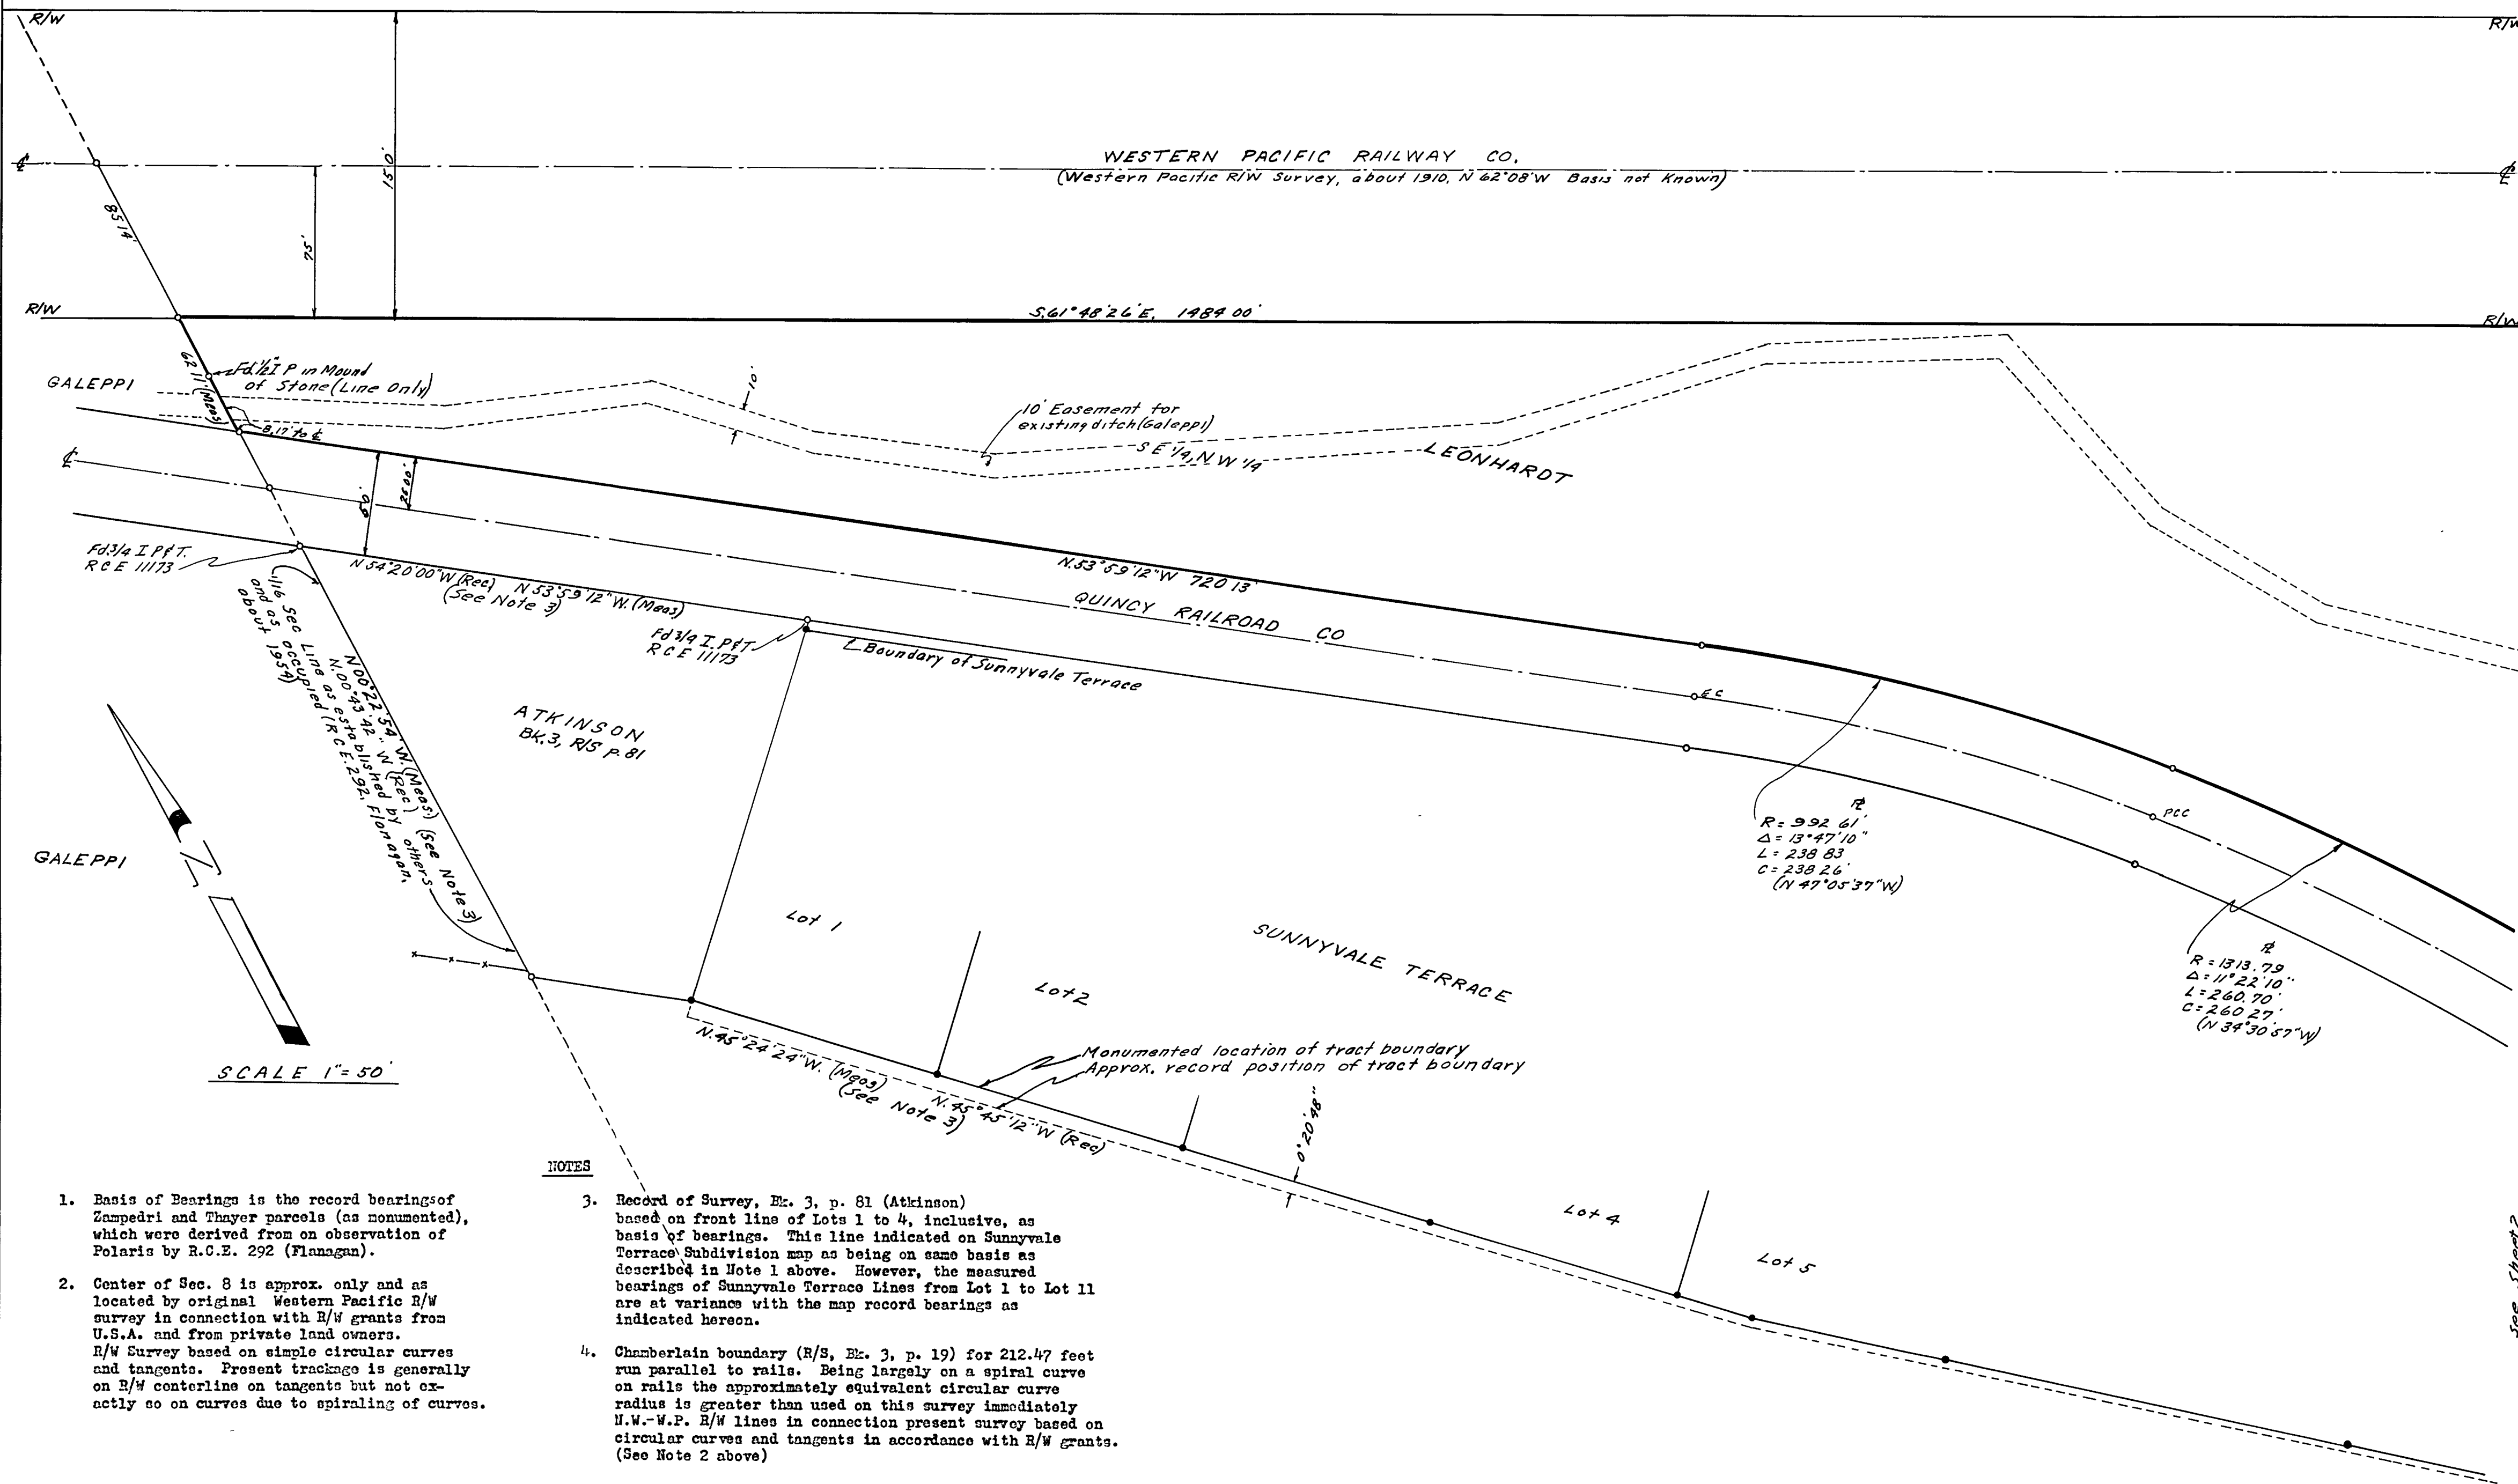 R/W
R/W
℄
WESTERN PACIFIC RAILWAY CO.
(Western Pacific R/W Survey, about 1910, N 62°08'W Basis not Known)
℄
85 14'
150'
75'
R/W
S.61°48'26"E. 1484 00'
R/W
GALEPPI
Fd.1/2" I P in Mound
of Stone (Line Only)
62 11' (Meas)
8.17' to ℄
10'
10' Easement for
existing ditch (Galeppi)
S E 1/4, N W 1/4
LEONHARDT
℄
50'
25 00'
Fd 3/4 I P & T.
R C E 11173
N 54°20'00"W (Rec) N 53°59'12"W. (Meas)
(See Note 3)
N.53°59'12"W 720 13'
QUINCY RAILROAD CO
Fd 3/4 I. P & T.
R C E 11173
Boundary of Sunnyvale Terrace
E C
PCC
N00°22'54"W. (Meas.) (See Note 3)
N.00°43'42"W (Rec)
1/16 Sec Line as established by others
and as occupied (R C E. 292, Flanagan,
about 1954)
ATKINSON
BK.3, R/S P. 81
GALEPPI
N
SCALE 1"= 50'
℞
R = 992 61'
Δ = 13°47'10"
L = 238 83
C = 238 26'
(N 47°05'37"W)
℞
R = 1313.79
Δ = 11°22'10"
L = 260.70'
C = 260 27'
(N 34°30'57"W)
Lot 1
Lot 2
SUNNYVALE TERRACE
N.45°24'24"W. (Meas)
(See Note 3)
N.45°45'12"W (Rec)
Monumented location of tract boundary
Approx. record position of tract boundary
0°20'48"
Lot 4
Lot 5
See Sheet 2
NOTES
1. Basis of Bearings is the record bearings of
Zampedri and Thayer parcels (as monumented),
which were derived from on observation of
Polaris by R.C.E. 292 (Flanagan).
2. Center of Sec. 8 is approx. only and as
located by original Western Pacific R/W
survey in connection with R/W grants from
U.S.A. and from private land owners.
R/W Survey based on simple circular curves
and tangents. Present trackage is generally
on R/W centerline on tangents but not ex-
actly so on curves due to spiraling of curves.
3. Record of Survey, Bk. 3, p. 81 (Atkinson)
based on front line of Lots 1 to 4, inclusive, as
basis of bearings. This line indicated on Sunnyvale
Terrace Subdivision map as being on same basis as
described in Note 1 above. However, the measured
bearings of Sunnyvale Terrace Lines from Lot 1 to Lot 11
are at variance with the map record bearings as
indicated hereon.
4. Chamberlain boundary (R/S, Bk. 3, p. 19) for 212.47 feet
run parallel to rails. Being largely on a spiral curve
on rails the approximately equivalent circular curve
radius is greater than used on this survey immediately
N.W.-W.P. R/W lines in connection present survey based on
circular curves and tangents in accordance with R/W grants.
(See Note 2 above)